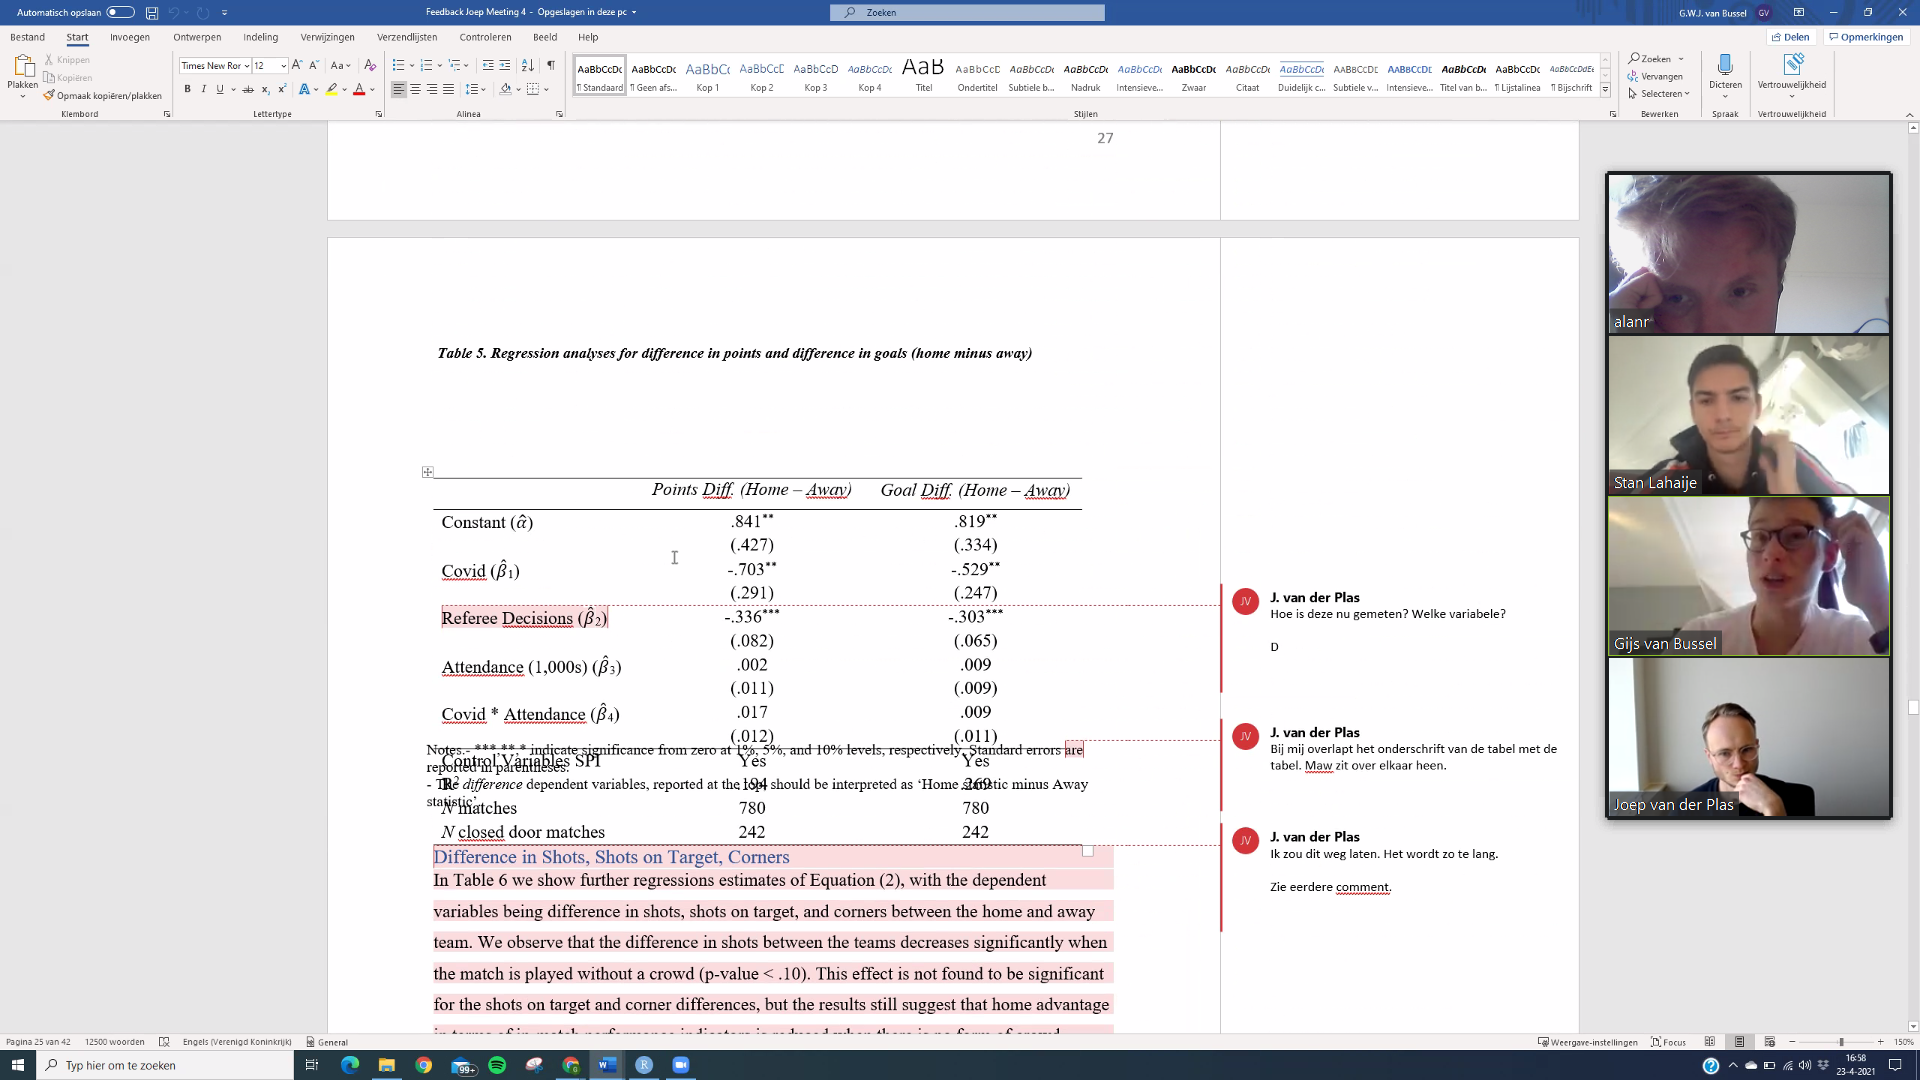 Automatisch opslaan
Feedback Joep Meeting 4 - Opgeslagen in deze pc
Zoeken
G.W.J. van Bussel GV
Bestand Start Invoegen Ontwerpen Indeling Verwijzingen Verzendlijsten Controleren Beeld Help
Delen Opmerkingen
Plakken
Knippen
Kopiëren
Opmaak kopiëren/plakken
Klembord
Times New Ror 12
Lettertype
Alinea
AaBbCcDc AaBbCcDc AaBbCc AaBbCcD AaBbCcD AaBbCcDc AaB AaBbCcD AaBbCcDc AaBbCcDc AaBbCcDc AaBbCcDc AaBbCcDc AaBbCcDc AaBbCcDc AaBbCcDc AaBbCcDc AaBbCcDc AaBbCcDdEe
¶ Standaard ¶ Geen afs... Kop 1 Kop 2 Kop 3 Kop 4 Titel Ondertitel Subtiele b... Nadruk Intensieve... Zwaar Citaat Duidelijk c... Subtiele v... Intensieve... Titel van b... ¶ Lijstalinea ¶ Bijschrift
Stijlen
Zoeken
Vervangen
Selecteren
Bewerken
Dicteren
Spraak
Vertrouwelijkheid
Vertrouwelijkheid
27
Table 5. Regression analyses for difference in points and difference in goals (home minus away)
Points Diff. (Home – Away) Goal Diff. (Home – Away)
Constant (α̂) .841** .819**
(.427) (.334)
Covid (β̂1) -.703** -.529**
(.291) (.247)
Referee Decisions (β̂2) -.336*** -.303***
(.082) (.065)
Attendance (1,000s) (β̂3) .002 .009
(.011) (.009)
Covid * Attendance (β̂4) .017 .009
(.012) (.011)
Notes.- ***,**,* indicate significance from zero at 1%, 5%, and 10% levels, respectively. Standard errors are
Control Variables SPI Yes Yes
reported in parentheses.
R² .194 .269
- The difference dependent variables, reported at the top, should be interpreted as ‘Home statistic minus Away
statistic’
N matches 780 780
N closed door matches 242 242
Difference in Shots, Shots on Target, Corners
In Table 6 we show further regressions estimates of Equation (2), with the dependent
variables being difference in shots, shots on target, and corners between the home and away
team. We observe that the difference in shots between the teams decreases significantly when
the match is played without a crowd (p-value < .10). This effect is not found to be significant
for the shots on target and corner differences, but the results still suggest that home advantage
JV J. van der Plas
Hoe is deze nu gemeten? Welke variabele?
D
JV J. van der Plas
Bij mij overlapt het onderschrift van de tabel met de
tabel. Maw zit over elkaar heen.
JV J. van der Plas
Ik zou dit weg laten. Het wordt zo te lang.
Zie eerdere comment.
alanr
Stan Lahaije
Gijs van Bussel
Joep van der Plas
Pagina 25 van 42 12500 woorden Engels (Verenigd Koninkrijk) General
Weergave-instellingen Focus 150%
Typ hier om te zoeken
99+
16:58
23-4-2021